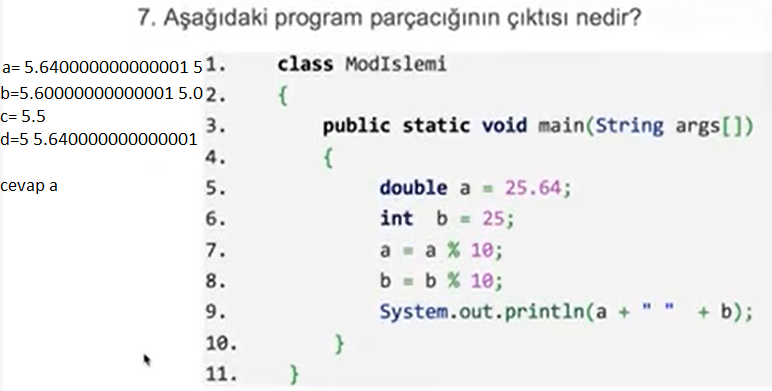 7. Aşağıdaki program parçacığının çıktısı nedir?
a= 5.640000000000001 5
b=5.60000000000001 5.0
c= 5.5
d=5 5.640000000000001
cevap a
1. class ModIslemi
2. {
3. public static void main(String args[])
4. {
5. double a = 25.64;
6. int b = 25;
7. a = a % 10;
8. b = b % 10;
9. System.out.println(a + " " + b);
10. }
11. }